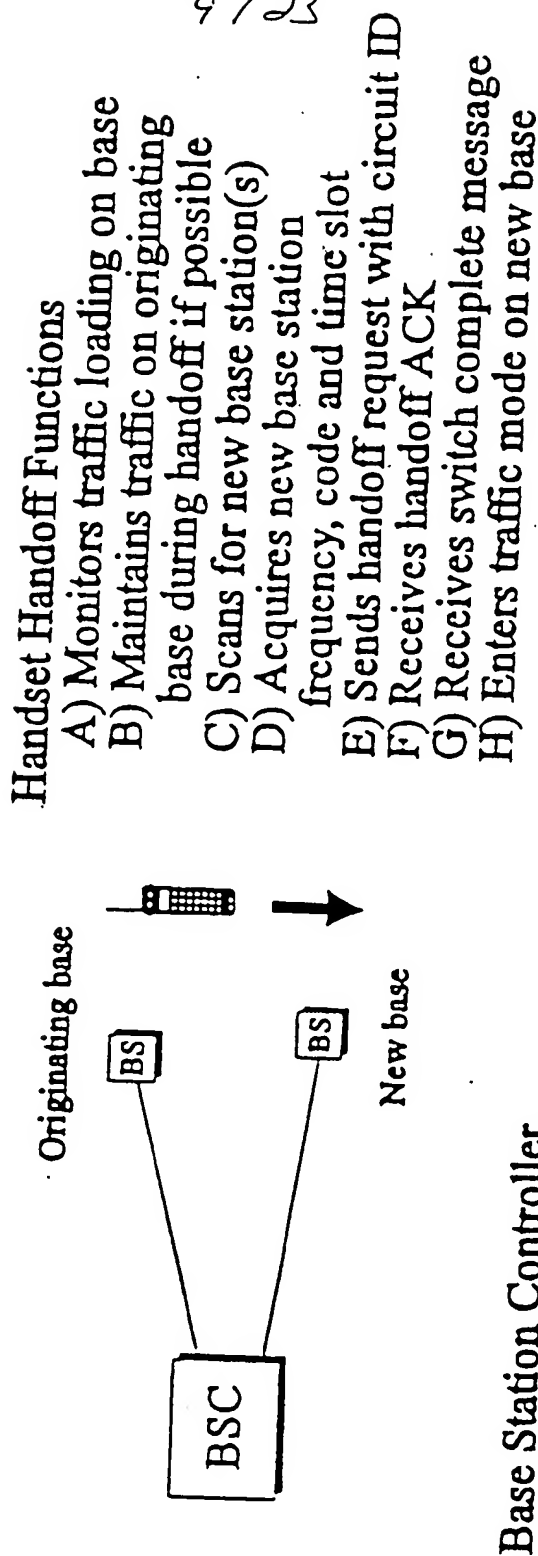 9/23
Handset Handoff Functions
A) Monitors traffic loading on base
B) Maintains traffic on originating
base during handoff if possible
C) Scans for new base station(s)
D) Acquires new base station
frequency, code and time slot
E) Sends handoff request with circuit ID
F) Receives handoff ACK
G) Receives switch complete message
H) Enters traffic mode on new base
Originating base
BS
BSC
BS
New base
Base Station Controller